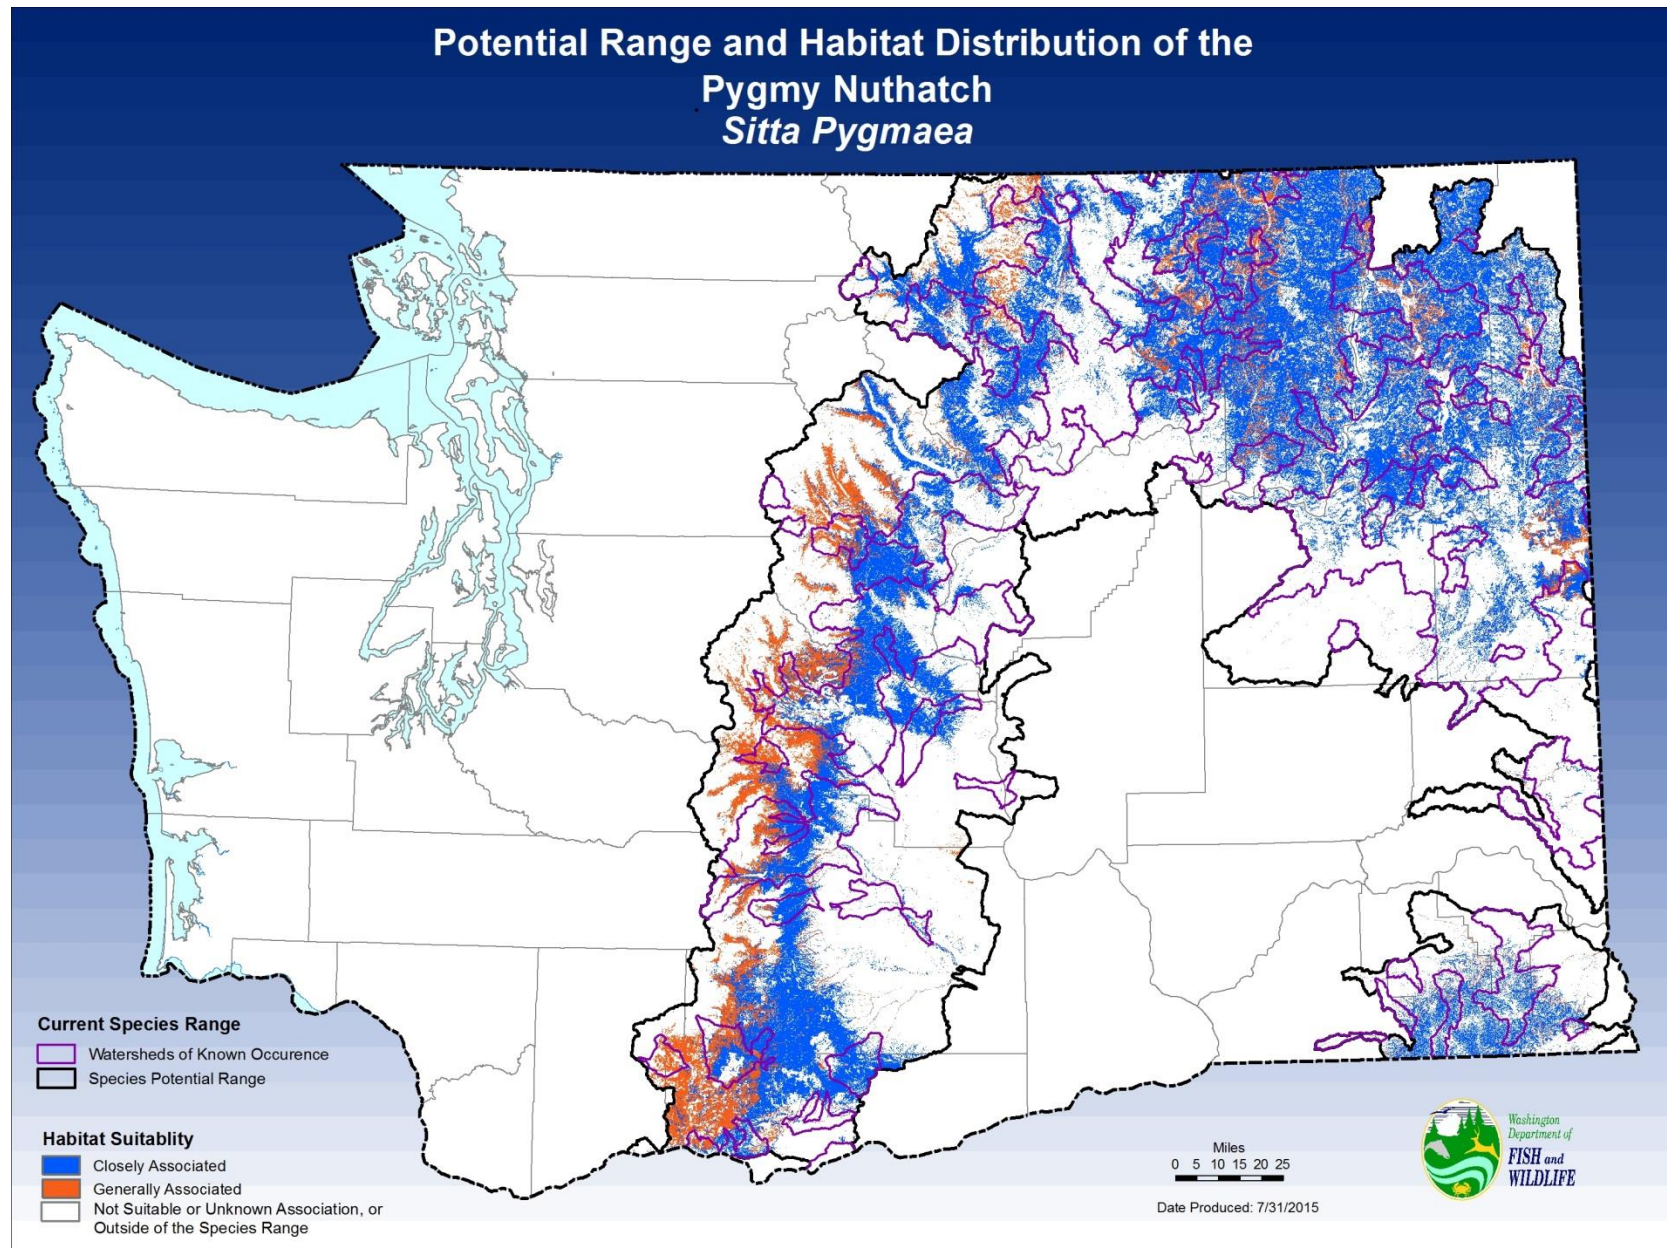 Potential Range and Habitat Distribution of the
Pygmy Nuthatch
Sitta Pygmaea
Current Species Range
Watersheds of Known Occurence
Species Potential Range
Habitat Suitablity
Closely Associated
Generally Associated
Not Suitable or Unknown Association, or
Outside of the Species Range
Miles
0 5 10 15 20 25
Date Produced: 7/31/2015
Washington
Department of
FISH and
WILDLIFE